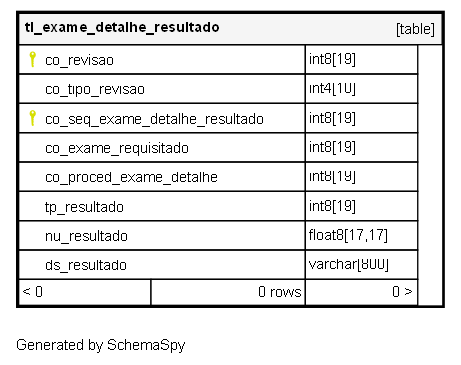 tl_exame_detalhe_resultado [table]
co_revisao int8[19]
co_tipo_revisao int4[10]
co_seq_exame_detalhe_resultado int8[19]
co_exame_requisitado int8[19]
co_proced_exame_detalhe int8[19]
tp_resultado int8[19]
nu_resultado float8[17,17]
ds_resultado varchar[800]
< 0 0 rows 0 >
Generated by SchemaSpy